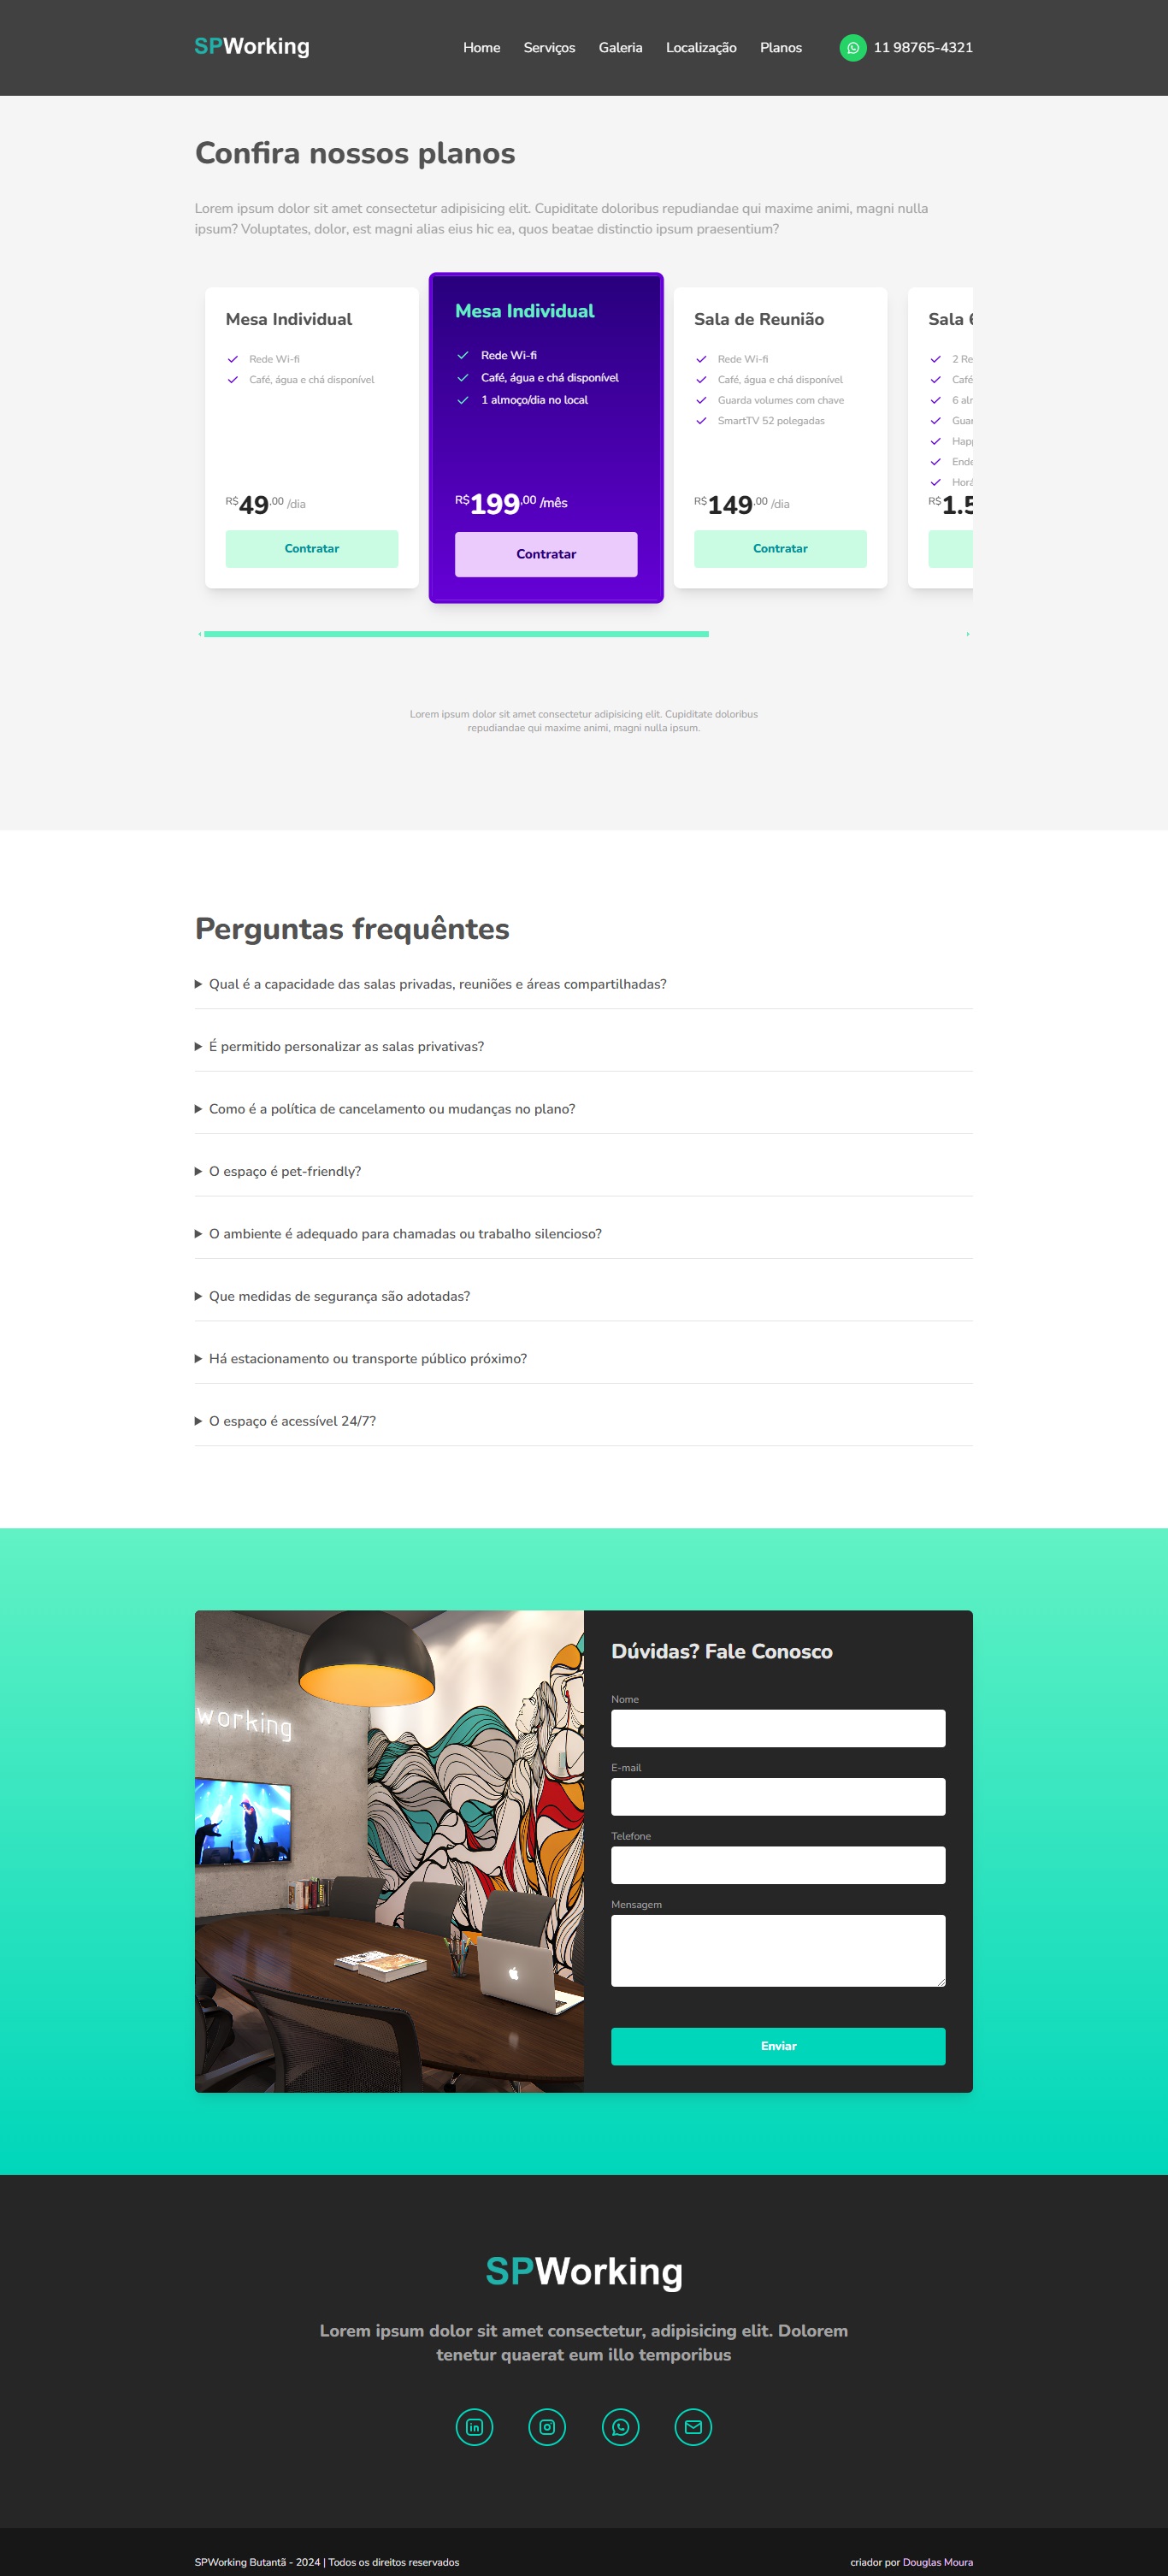 SPWorking
Home
Serviços
Galeria
Localização
Planos
11 98765-4321
Confira nossos planos
Lorem ipsum dolor sit amet consectetur adipisicing elit. Cupiditate doloribus repudiandae qui maxime animi, magni nulla
ipsum? Voluptates, dolor, est magni alias eius hic ea, quos beatae distinctio ipsum praesentium?
Mesa Individual
Rede Wi-fi
Café, água e chá disponível
R$49,00 /dia
Contratar
Mesa Individual
Rede Wi-fi
Café, água e chá disponível
1 almoço/dia no local
R$199,00 /mês
Contratar
Sala de Reunião
Rede Wi-fi
Café, água e chá disponível
Guarda volumes com chave
SmartTV 52 polegadas
R$149,00 /dia
Contratar
Sala 6
2 Re
Café
6 alm
Guar
Happ
Ende
Horá
R$1.5
Lorem ipsum dolor sit amet consectetur adipisicing elit. Cupiditate doloribus
repudiandae qui maxime animi, magni nulla ipsum.
Perguntas frequêntes
Qual é a capacidade das salas privadas, reuniões e áreas compartilhadas?
É permitido personalizar as salas privativas?
Como é a política de cancelamento ou mudanças no plano?
O espaço é pet-friendly?
O ambiente é adequado para chamadas ou trabalho silencioso?
Que medidas de segurança são adotadas?
Há estacionamento ou transporte público próximo?
O espaço é acessível 24/7?
working
Dúvidas? Fale Conosco
Nome
E-mail
Telefone
Mensagem
Enviar
SPWorking
Lorem ipsum dolor sit amet consectetur, adipisicing elit. Dolorem
tenetur quaerat eum illo temporibus
SPWorking Butantã - 2024 | Todos os direitos reservados
criador por Douglas Moura